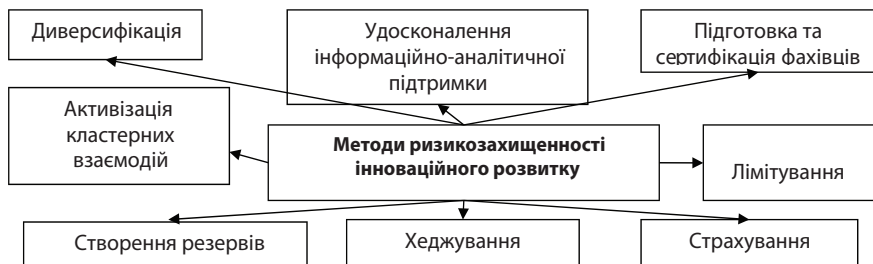 Диверсифікація
Удосконалення
інформаційно-аналітичної
підтримки
Підготовка та
сертифікація фахівців
Активізація
кластерних
взаємодій
Методи ризикозахищенності
інноваційного розвитку
Лімітування
Створення резервів
Хеджування
Страхування